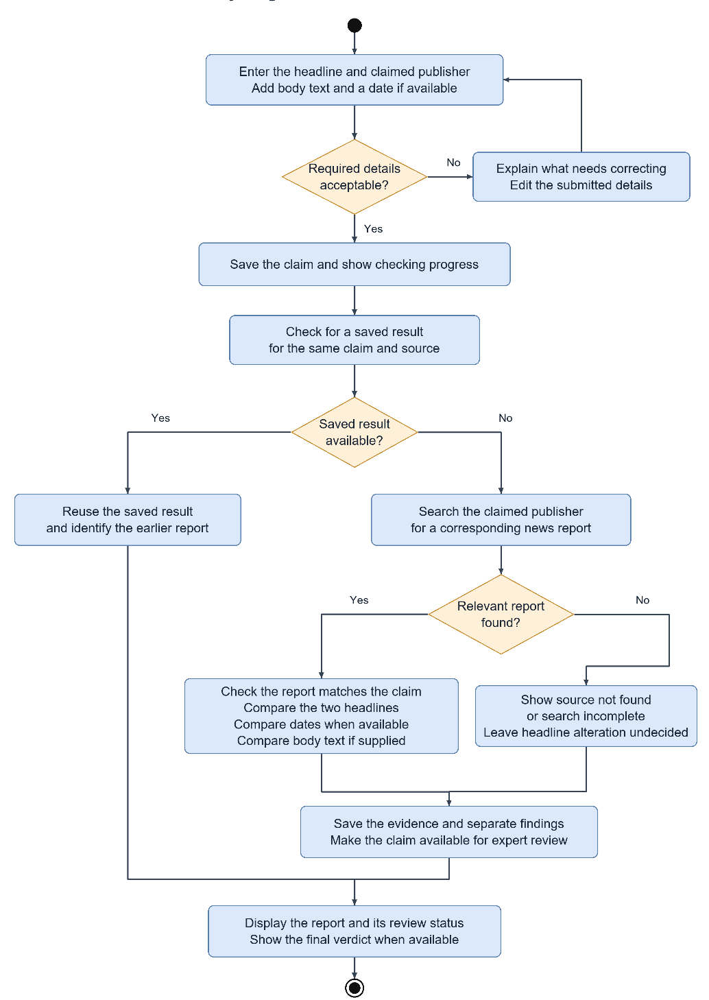 Enter the headline and claimed publisher
Add body text and a date if available
Required details
acceptable?
No
Explain what needs correcting
Edit the submitted details
Yes
Save the claim and show checking progress
Check for a saved result
for the same claim and source
Yes
Saved result
available?
No
Reuse the saved result
and identify the earlier report
Search the claimed publisher
for a corresponding news report
Yes
Relevant report
found?
No
Check the report matches the claim
Compare the two headlines
Compare dates when available
Compare body text if supplied
Show source not found
or search incomplete
Leave headline alteration undecided
Save the evidence and separate findings
Make the claim available for expert review
Display the report and its review status
Show the final verdict when available